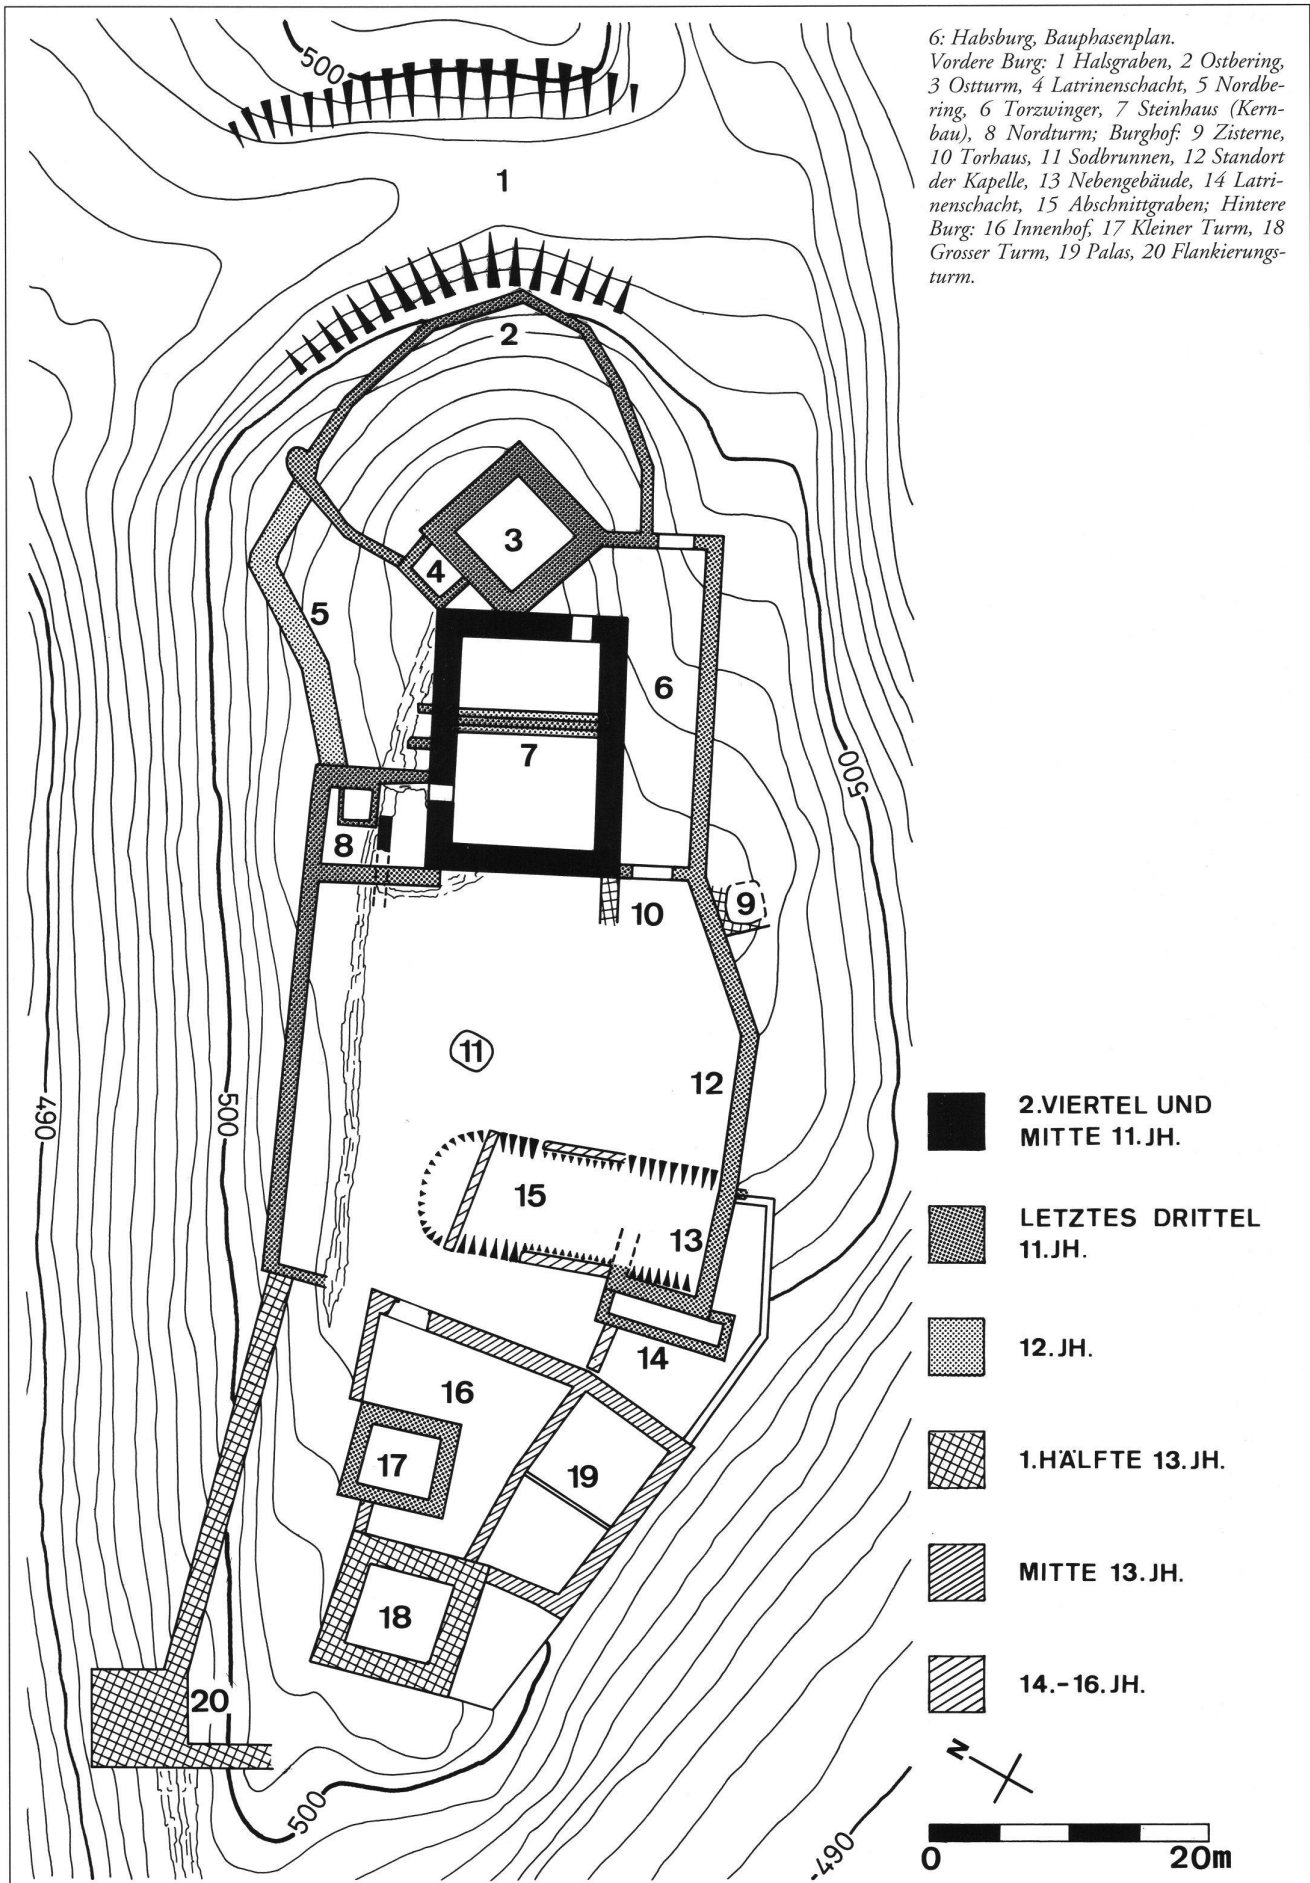 6: Habsburg, Bauphasenplan.
Vordere Burg: 1 Halsgraben, 2 Ostbering,
3 Ostturm, 4 Latrinenschacht, 5 Nordbe-
ring, 6 Torzwinger, 7 Steinhaus (Kern-
bau), 8 Nordturm; Burghof: 9 Zisterne,
10 Torhaus, 11 Sodbrunnen, 12 Standort
der Kapelle, 13 Nebengebäude, 14 Latri-
nenschacht, 15 Abschnittgraben; Hintere
Burg: 16 Innenhof, 17 Kleiner Turm, 18
Grosser Turm, 19 Palas, 20 Flankierungs-
turm.
500
1
2
3
4
5
6
7
500
8
9
10
11
12
490
500
15
13
14
16
17
19
18
20
500
-490
2.VIERTEL UND
MITTE 11.JH.
LETZTES DRITTEL
11.JH.
12.JH.
1.HÄLFTE 13.JH.
MITTE 13.JH.
14.-16.JH.
N
0 20m